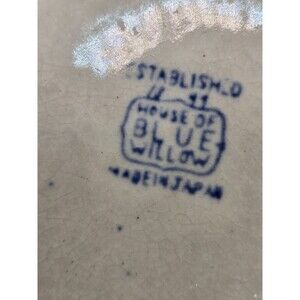 ESTABLISHED
HOUSE OF
BLUE
WILLOW
MADE IN JAPAN